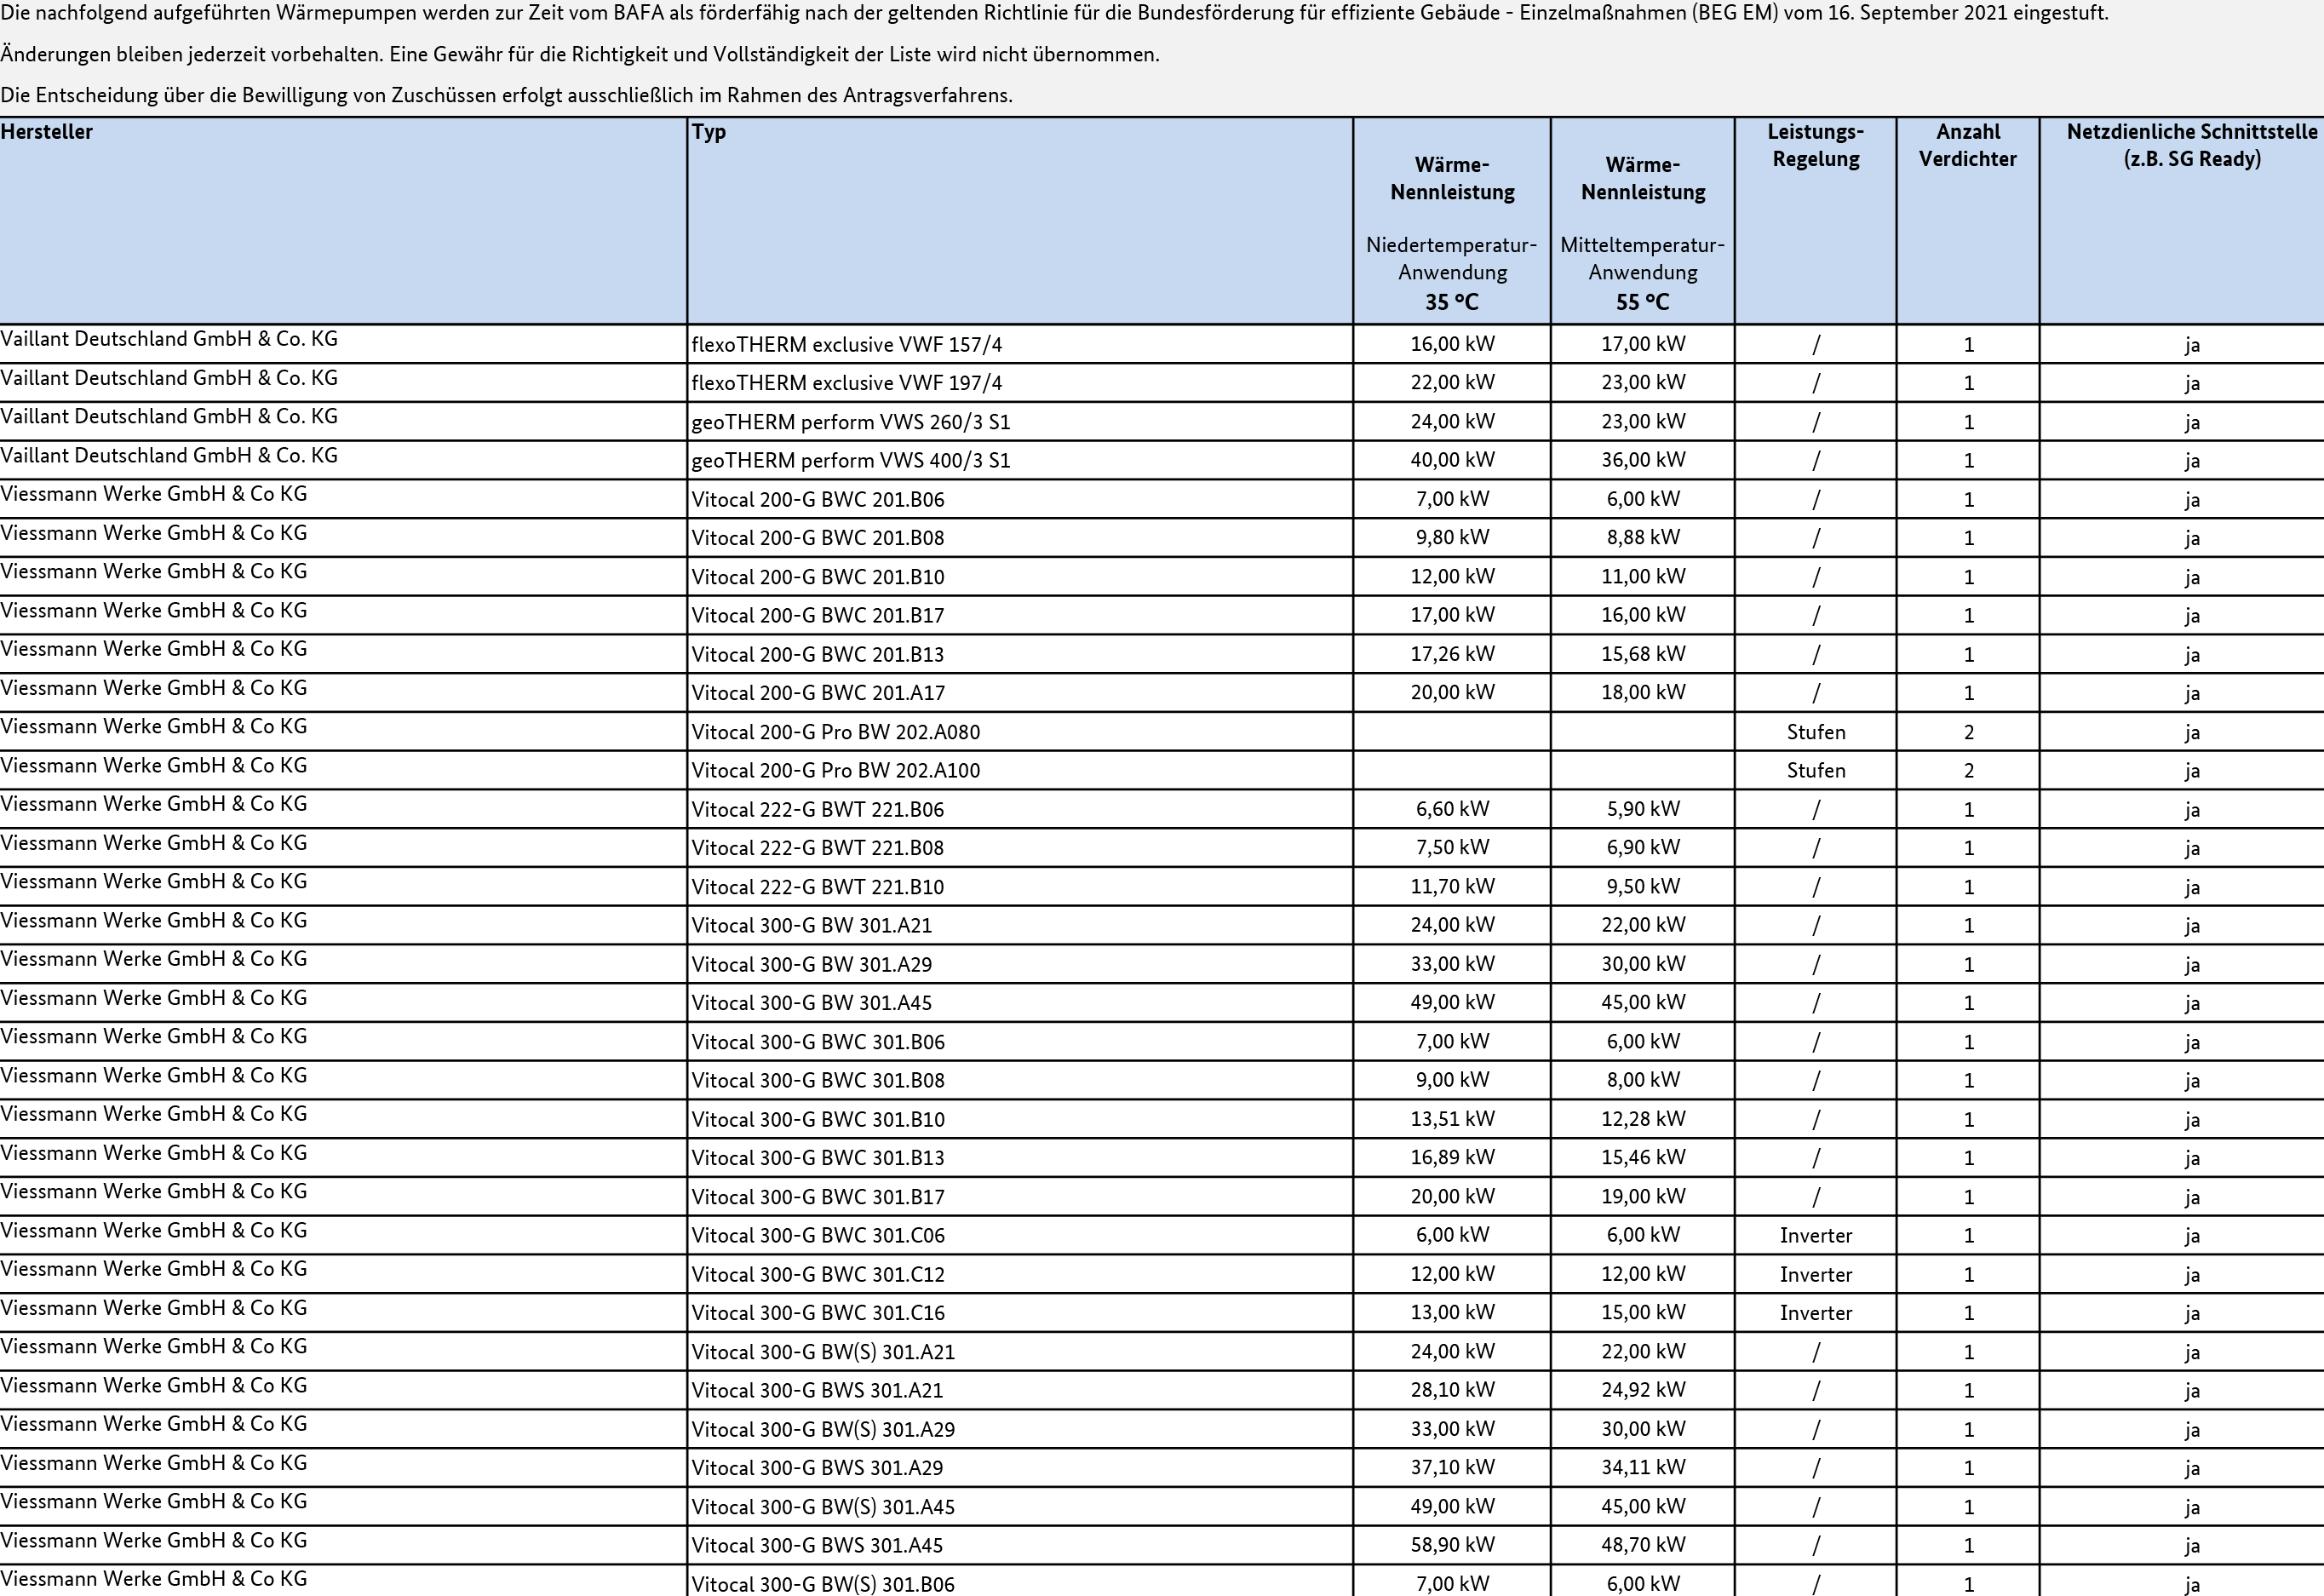 Die nachfolgend aufgeführten Wärmepumpen werden zur Zeit vom BAFA als förderfähig nach der geltenden Richtlinie für die Bundesförderung für effiziente Gebäude - Einzelmaßnahmen (BEG EM) vom 16. September 2021 eingestuft.
Änderungen bleiben jederzeit vorbehalten. Eine Gewähr für die Richtigkeit und Vollständigkeit der Liste wird nicht übernommen.
Die Entscheidung über die Bewilligung von Zuschüssen erfolgt ausschließlich im Rahmen des Antragsverfahrens.
Hersteller Typ Wärme-Nennleistung Niedertemperatur-Anwendung 35 °C Wärme-Nennleistung Mitteltemperatur-Anwendung 55 °C Leistungs-Regelung Anzahl Verdichter Netzdienliche Schnittstelle (z.B. SG Ready)
Vaillant Deutschland GmbH & Co. KG flexoTHERM exclusive VWF 157/4 16,00 kW 17,00 kW / 1 ja
Vaillant Deutschland GmbH & Co. KG flexoTHERM exclusive VWF 197/4 22,00 kW 23,00 kW / 1 ja
Vaillant Deutschland GmbH & Co. KG geoTHERM perform VWS 260/3 S1 24,00 kW 23,00 kW / 1 ja
Vaillant Deutschland GmbH & Co. KG geoTHERM perform VWS 400/3 S1 40,00 kW 36,00 kW / 1 ja
Viessmann Werke GmbH & Co KG Vitocal 200-G BWC 201.B06 7,00 kW 6,00 kW / 1 ja
Viessmann Werke GmbH & Co KG Vitocal 200-G BWC 201.B08 9,80 kW 8,88 kW / 1 ja
Viessmann Werke GmbH & Co KG Vitocal 200-G BWC 201.B10 12,00 kW 11,00 kW / 1 ja
Viessmann Werke GmbH & Co KG Vitocal 200-G BWC 201.B17 17,00 kW 16,00 kW / 1 ja
Viessmann Werke GmbH & Co KG Vitocal 200-G BWC 201.B13 17,26 kW 15,68 kW / 1 ja
Viessmann Werke GmbH & Co KG Vitocal 200-G BWC 201.A17 20,00 kW 18,00 kW / 1 ja
Viessmann Werke GmbH & Co KG Vitocal 200-G Pro BW 202.A080 Stufen 2 ja
Viessmann Werke GmbH & Co KG Vitocal 200-G Pro BW 202.A100 Stufen 2 ja
Viessmann Werke GmbH & Co KG Vitocal 222-G BWT 221.B06 6,60 kW 5,90 kW / 1 ja
Viessmann Werke GmbH & Co KG Vitocal 222-G BWT 221.B08 7,50 kW 6,90 kW / 1 ja
Viessmann Werke GmbH & Co KG Vitocal 222-G BWT 221.B10 11,70 kW 9,50 kW / 1 ja
Viessmann Werke GmbH & Co KG Vitocal 300-G BW 301.A21 24,00 kW 22,00 kW / 1 ja
Viessmann Werke GmbH & Co KG Vitocal 300-G BW 301.A29 33,00 kW 30,00 kW / 1 ja
Viessmann Werke GmbH & Co KG Vitocal 300-G BW 301.A45 49,00 kW 45,00 kW / 1 ja
Viessmann Werke GmbH & Co KG Vitocal 300-G BWC 301.B06 7,00 kW 6,00 kW / 1 ja
Viessmann Werke GmbH & Co KG Vitocal 300-G BWC 301.B08 9,00 kW 8,00 kW / 1 ja
Viessmann Werke GmbH & Co KG Vitocal 300-G BWC 301.B10 13,51 kW 12,28 kW / 1 ja
Viessmann Werke GmbH & Co KG Vitocal 300-G BWC 301.B13 16,89 kW 15,46 kW / 1 ja
Viessmann Werke GmbH & Co KG Vitocal 300-G BWC 301.B17 20,00 kW 19,00 kW / 1 ja
Viessmann Werke GmbH & Co KG Vitocal 300-G BWC 301.C06 6,00 kW 6,00 kW Inverter 1 ja
Viessmann Werke GmbH & Co KG Vitocal 300-G BWC 301.C12 12,00 kW 12,00 kW Inverter 1 ja
Viessmann Werke GmbH & Co KG Vitocal 300-G BWC 301.C16 13,00 kW 15,00 kW Inverter 1 ja
Viessmann Werke GmbH & Co KG Vitocal 300-G BW(S) 301.A21 24,00 kW 22,00 kW / 1 ja
Viessmann Werke GmbH & Co KG Vitocal 300-G BWS 301.A21 28,10 kW 24,92 kW / 1 ja
Viessmann Werke GmbH & Co KG Vitocal 300-G BW(S) 301.A29 33,00 kW 30,00 kW / 1 ja
Viessmann Werke GmbH & Co KG Vitocal 300-G BWS 301.A29 37,10 kW 34,11 kW / 1 ja
Viessmann Werke GmbH & Co KG Vitocal 300-G BW(S) 301.A45 49,00 kW 45,00 kW / 1 ja
Viessmann Werke GmbH & Co KG Vitocal 300-G BWS 301.A45 58,90 kW 48,70 kW / 1 ja
Viessmann Werke GmbH & Co KG Vitocal 300-G BW(S) 301.B06 7,00 kW 6,00 kW / 1 ja